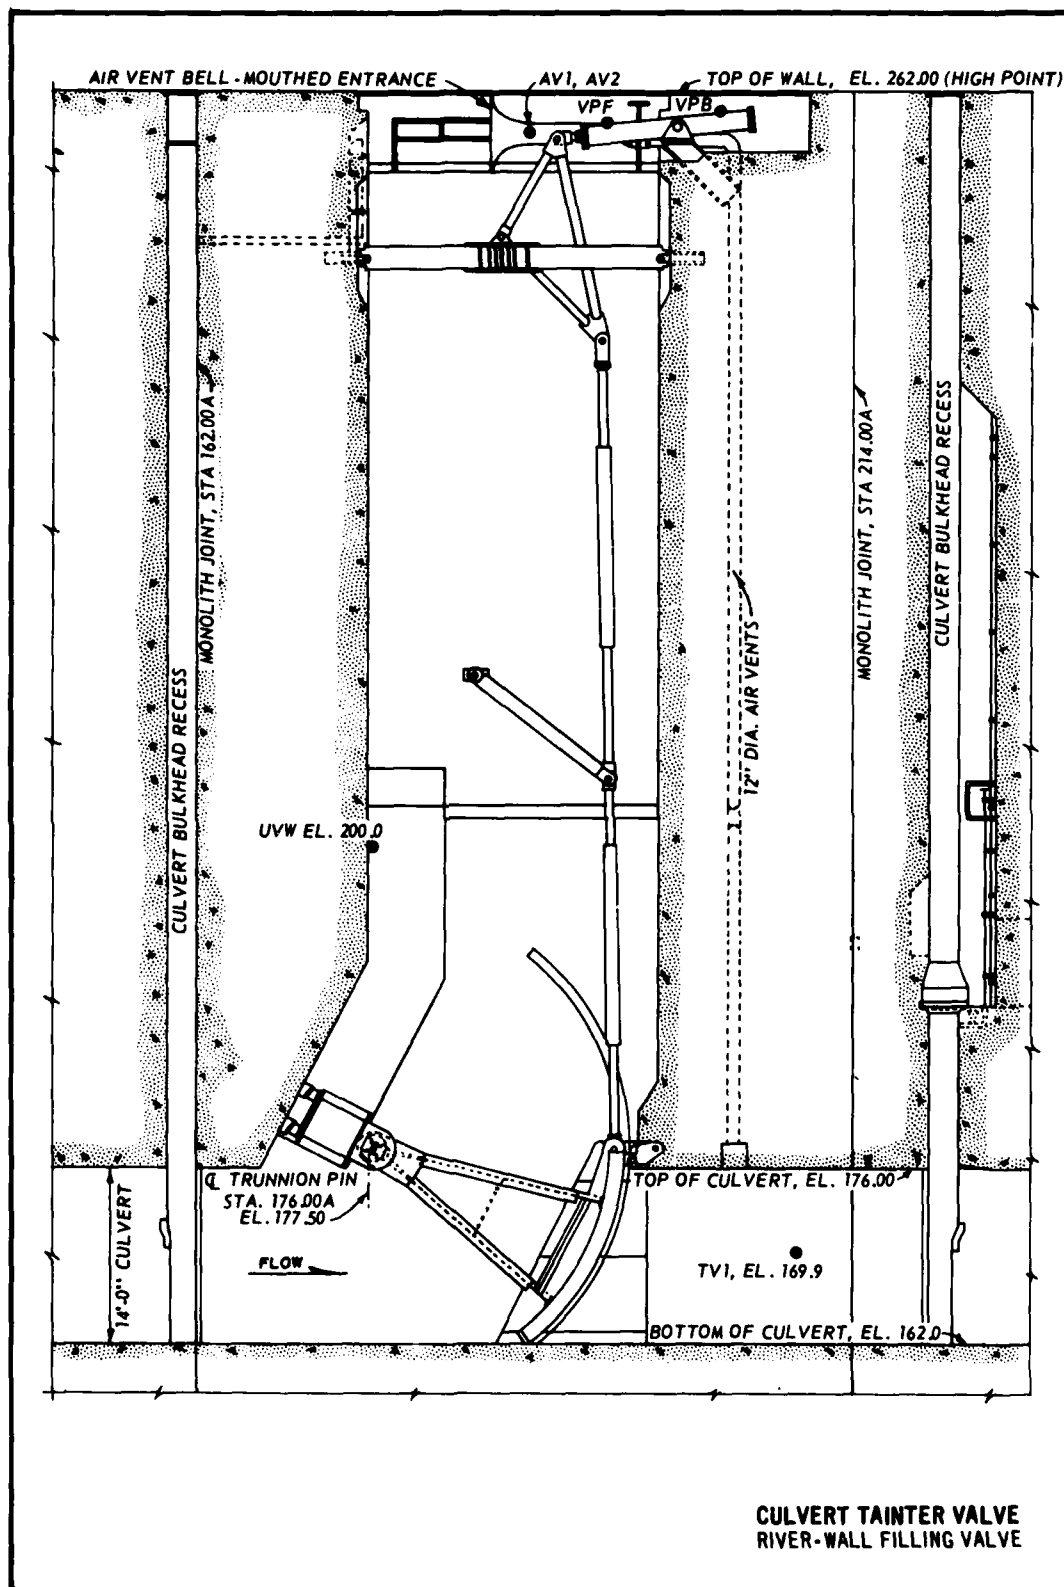 AIR VENT BELL-MOUTHED ENTRANCE
AV1, AV2
TOP OF WALL, EL. 262.00 (HIGH POINT)
VPF
VPB
MONOLITH JOINT, STA 162.00A
CULVERT BULKHEAD RECESS
MONOLITH JOINT, STA 214.00A
CULVERT BULKHEAD RECESS
12" DIA. AIR VENTS
UVW EL. 200.0
℄ TRUNNION PIN
STA. 176.00A
EL. 177.50
TOP OF CULVERT, EL. 176.00
14'-0" CULVERT
FLOW
TV1, EL. 169.9
BOTTOM OF CULVERT, EL. 162.0
CULVERT TAINTER VALVE
RIVER-WALL FILLING VALVE